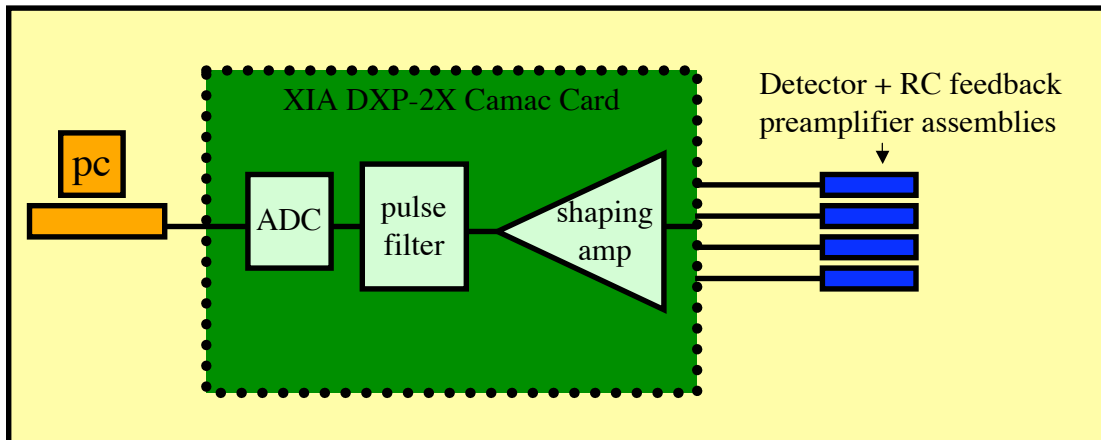 XIA DXP-2X Camac Card
Detector + RC feedback
preamplifier assemblies
pc
ADC
pulse
filter
shaping
amp